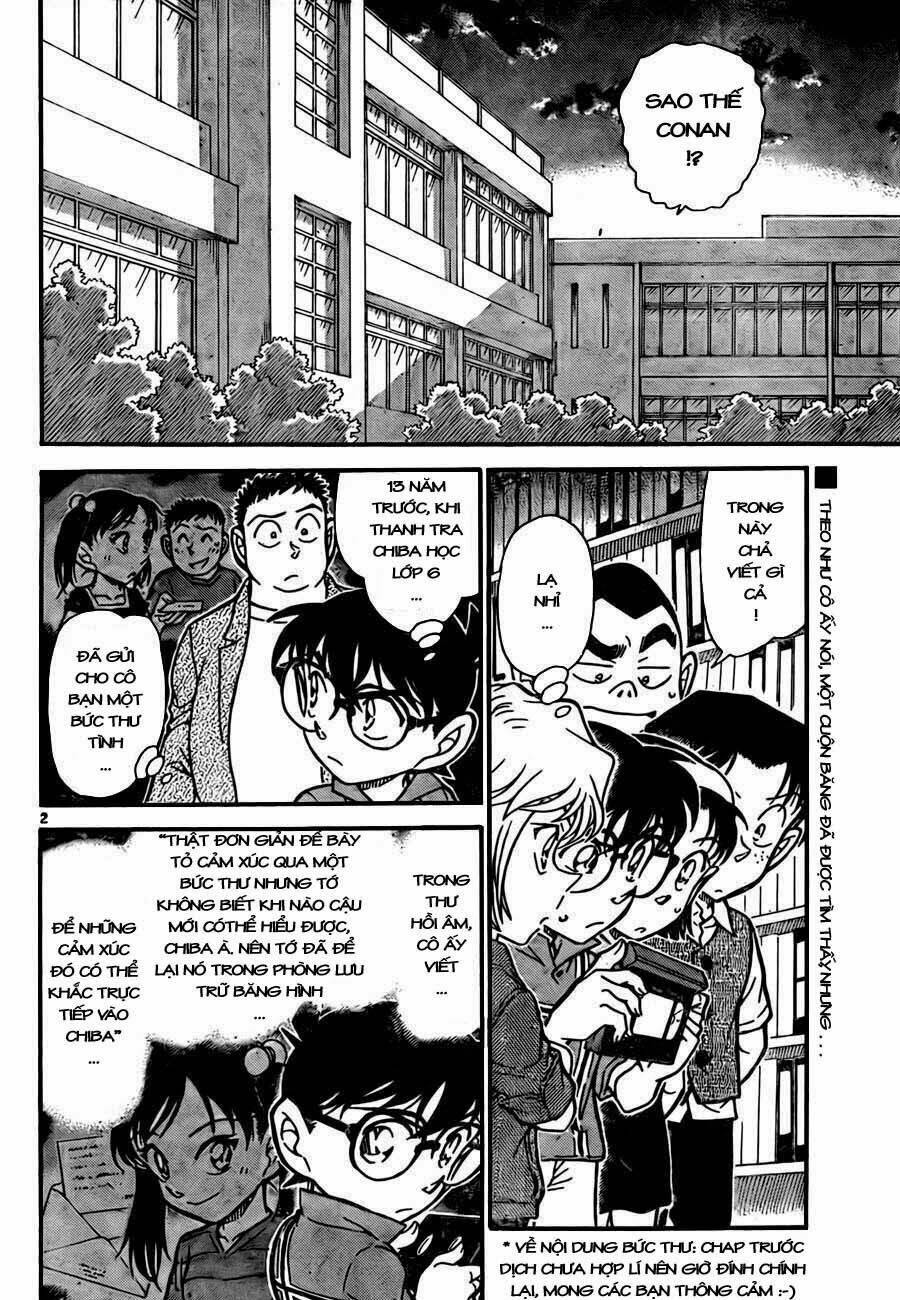 SAO THẾ
CONAN
!?
TRONG
NÀY
CHẢ
VIẾT GÌ
CẢ
!
LẠ
NHỈ
...
THEO NHƯ CÔ ẤY NÓI, MỘT CUỘN BĂNG ĐÃ ĐƯỢC TÌM THẤYNHƯNG ...
13 NĂM
TRƯỚC, KHI
THANH TRA
CHIBA HỌC
LỚP 6
...
ĐÃ GỬI
CHO CÔ
BẠN MỘT
BỨC THƯ
TÌNH
...
2
TRONG
THƯ
HỒI ÂM,
CÔ ẤY
VIẾT
...
"THẬT ĐƠN GIẢN ĐỂ BÀY
TỎ CẢM XÚC QUA MỘT
BỨC THƯ NHƯNG TỚ
KHÔNG BIẾT KHI NÀO CẬU
MỚI CÓTHỂ HIỂU ĐƯỢC,
CHIBA À. NÊN TỚ ĐÃ ĐỂ
LẠI NÓ TRONG PHÒNG LƯU
TRỮ BĂNG HÌNH
...
ĐỂ NHỮNG
CẢM XÚC
ĐÓ CÓ THỂ
KHẮC TRỰC
TIẾP VÀO
CHIBA"
...
* VỀ NỘI DUNG BỨC THƯ: CHAP TRƯỚC
DỊCH CHƯA HỢP LÍ NÊN GIỜ ĐÍNH CHÍNH
LẠI, MONG CÁC BẠN THÔNG CẢM :-)